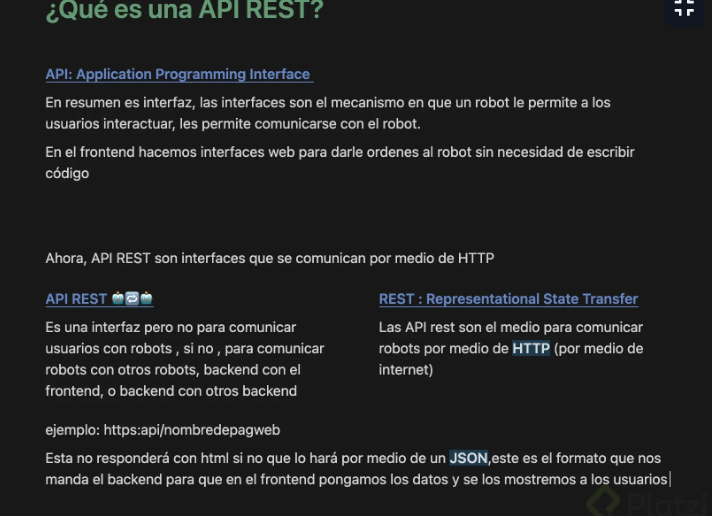 ¿Qué es una API REST?
API: Application Programming Interface
En resumen es interfaz, las interfaces son el mecanismo en que un robot le permite a los
usuarios interactuar, les permite comunicarse con el robot.
En el frontend hacemos interfaces web para darle ordenes al robot sin necesidad de escribir
código
Ahora, API REST son interfaces que se comunican por medio de HTTP
API REST
Es una interfaz pero no para comunicar
usuarios con robots , si no , para comunicar
robots con otros robots, backend con el
frontend, o backend con otros backend
REST : Representational State Transfer
Las API rest son el medio para comunicar
robots por medio de HTTP (por medio de
internet)
ejemplo: https:api/nombredepagweb
Esta no responderá con html si no que lo hará por medio de un JSON,este es el formato que nos
manda el backend para que en el frontend pongamos los datos y se los mostremos a los usuarios
Platzi